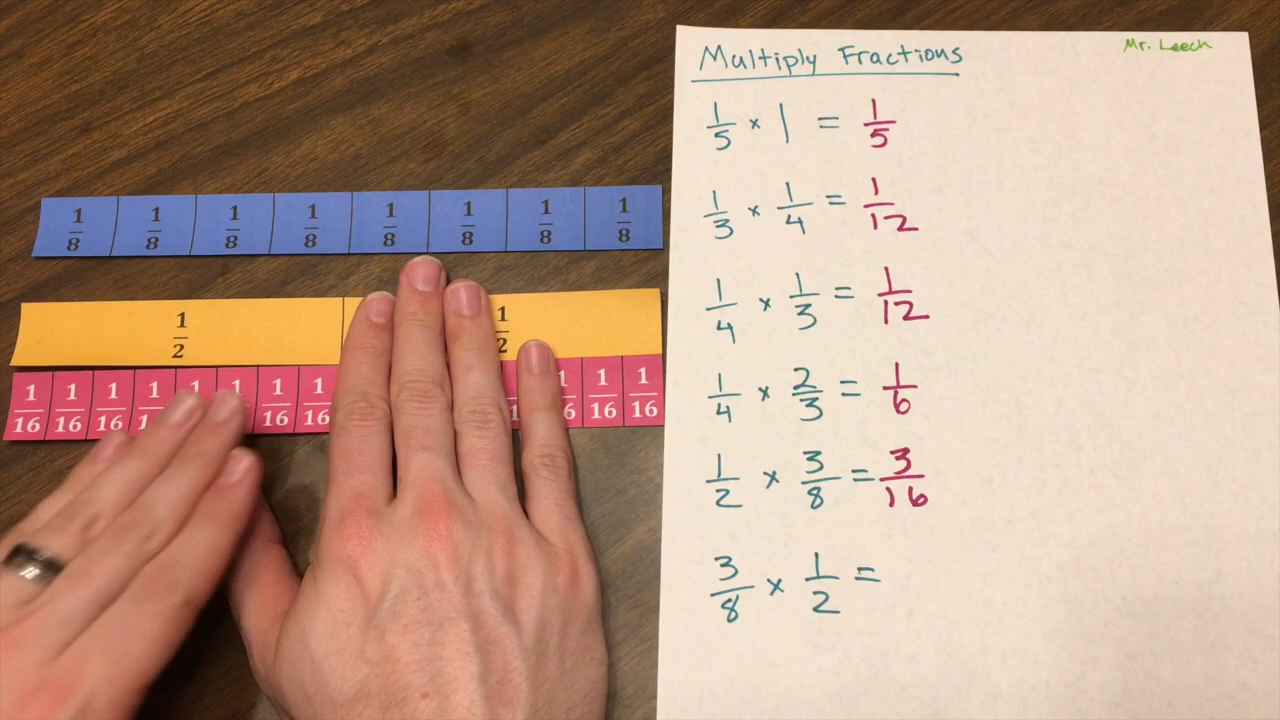 Multiply Fractions
Mr. Leech
1/5 × 1 = 1/5
1/3 × 1/4 = 1/12
1/4 × 1/3 = 1/12
1/4 × 2/3 = 1/6
1/2 × 3/8 = 3/16
3/8 × 1/2 =
1/8 1/8 1/8 1/8 1/8 1/8 1/8 1/8
1/2 1/2
1/16 1/16 1/16 1/16 1/16 1/16 1/16